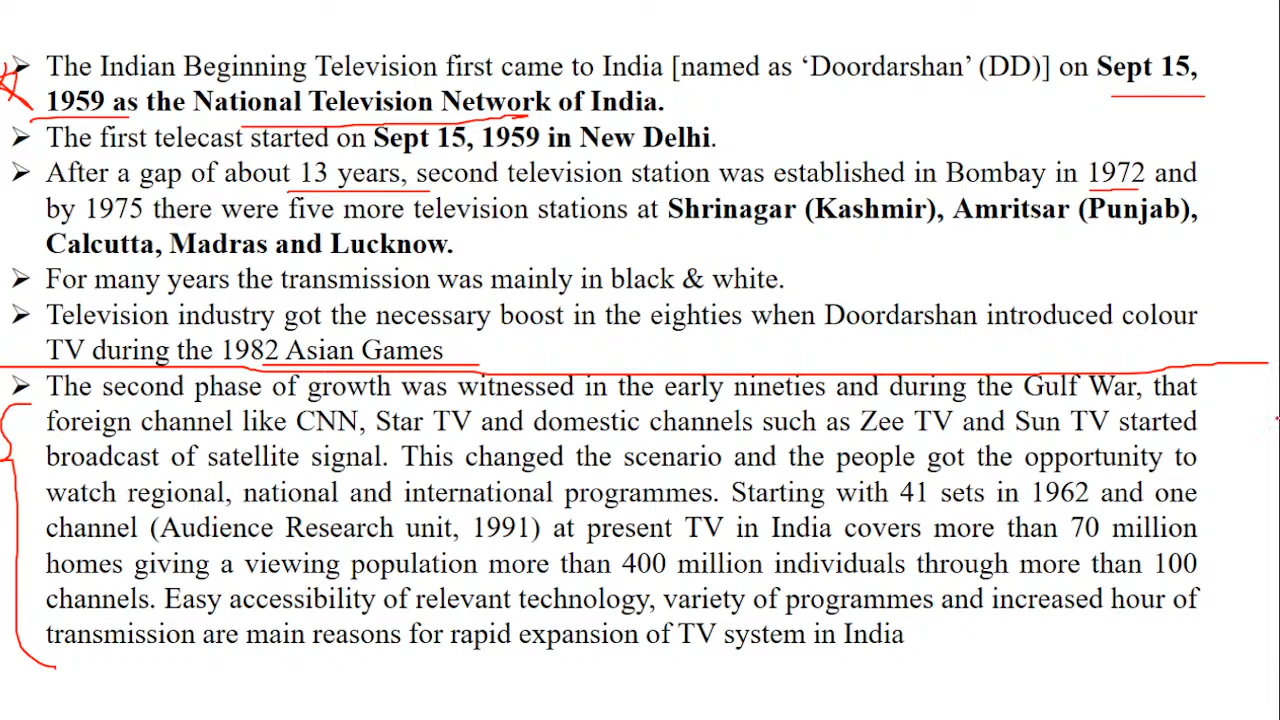 ➢ The Indian Beginning Television first came to India [named as ‘Doordarshan’ (DD)] on Sept 15,
1959 as the National Television Network of India.
➢ The first telecast started on Sept 15, 1959 in New Delhi.
➢ After a gap of about 13 years, second television station was established in Bombay in 1972 and
by 1975 there were five more television stations at Shrinagar (Kashmir), Amritsar (Punjab),
Calcutta, Madras and Lucknow.
➢ For many years the transmission was mainly in black & white.
➢ Television industry got the necessary boost in the eighties when Doordarshan introduced colour
TV during the 1982 Asian Games
➢ The second phase of growth was witnessed in the early nineties and during the Gulf War, that
foreign channel like CNN, Star TV and domestic channels such as Zee TV and Sun TV started
broadcast of satellite signal. This changed the scenario and the people got the opportunity to
watch regional, national and international programmes. Starting with 41 sets in 1962 and one
channel (Audience Research unit, 1991) at present TV in India covers more than 70 million
homes giving a viewing population more than 400 million individuals through more than 100
channels. Easy accessibility of relevant technology, variety of programmes and increased hour of
transmission are main reasons for rapid expansion of TV system in India